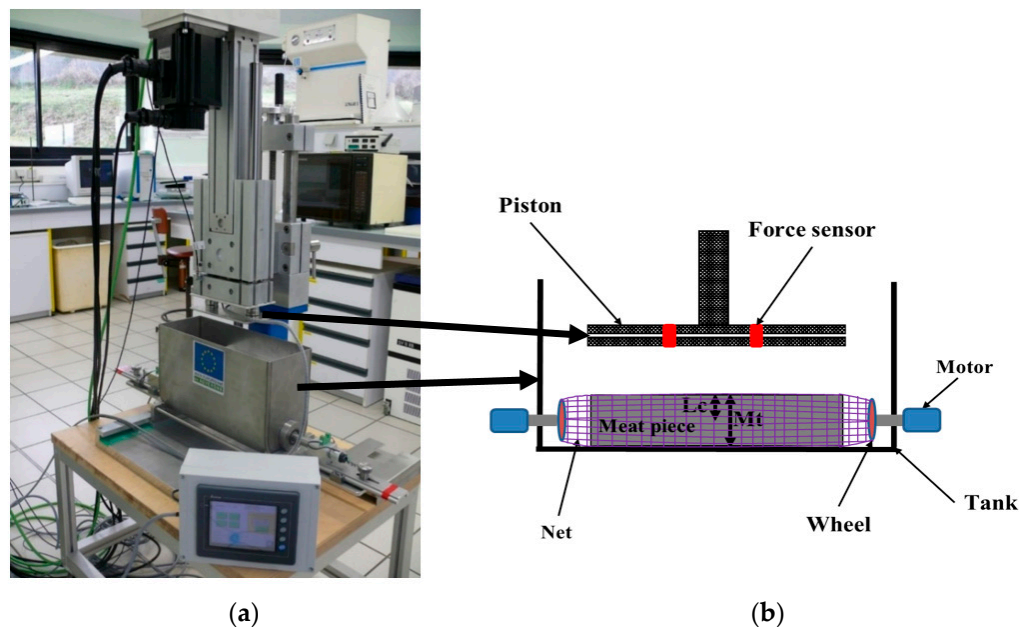 Piston
Force sensor
Motor
Lc
Mt
Meat piece
Net
Wheel
Tank
(a)
(b)